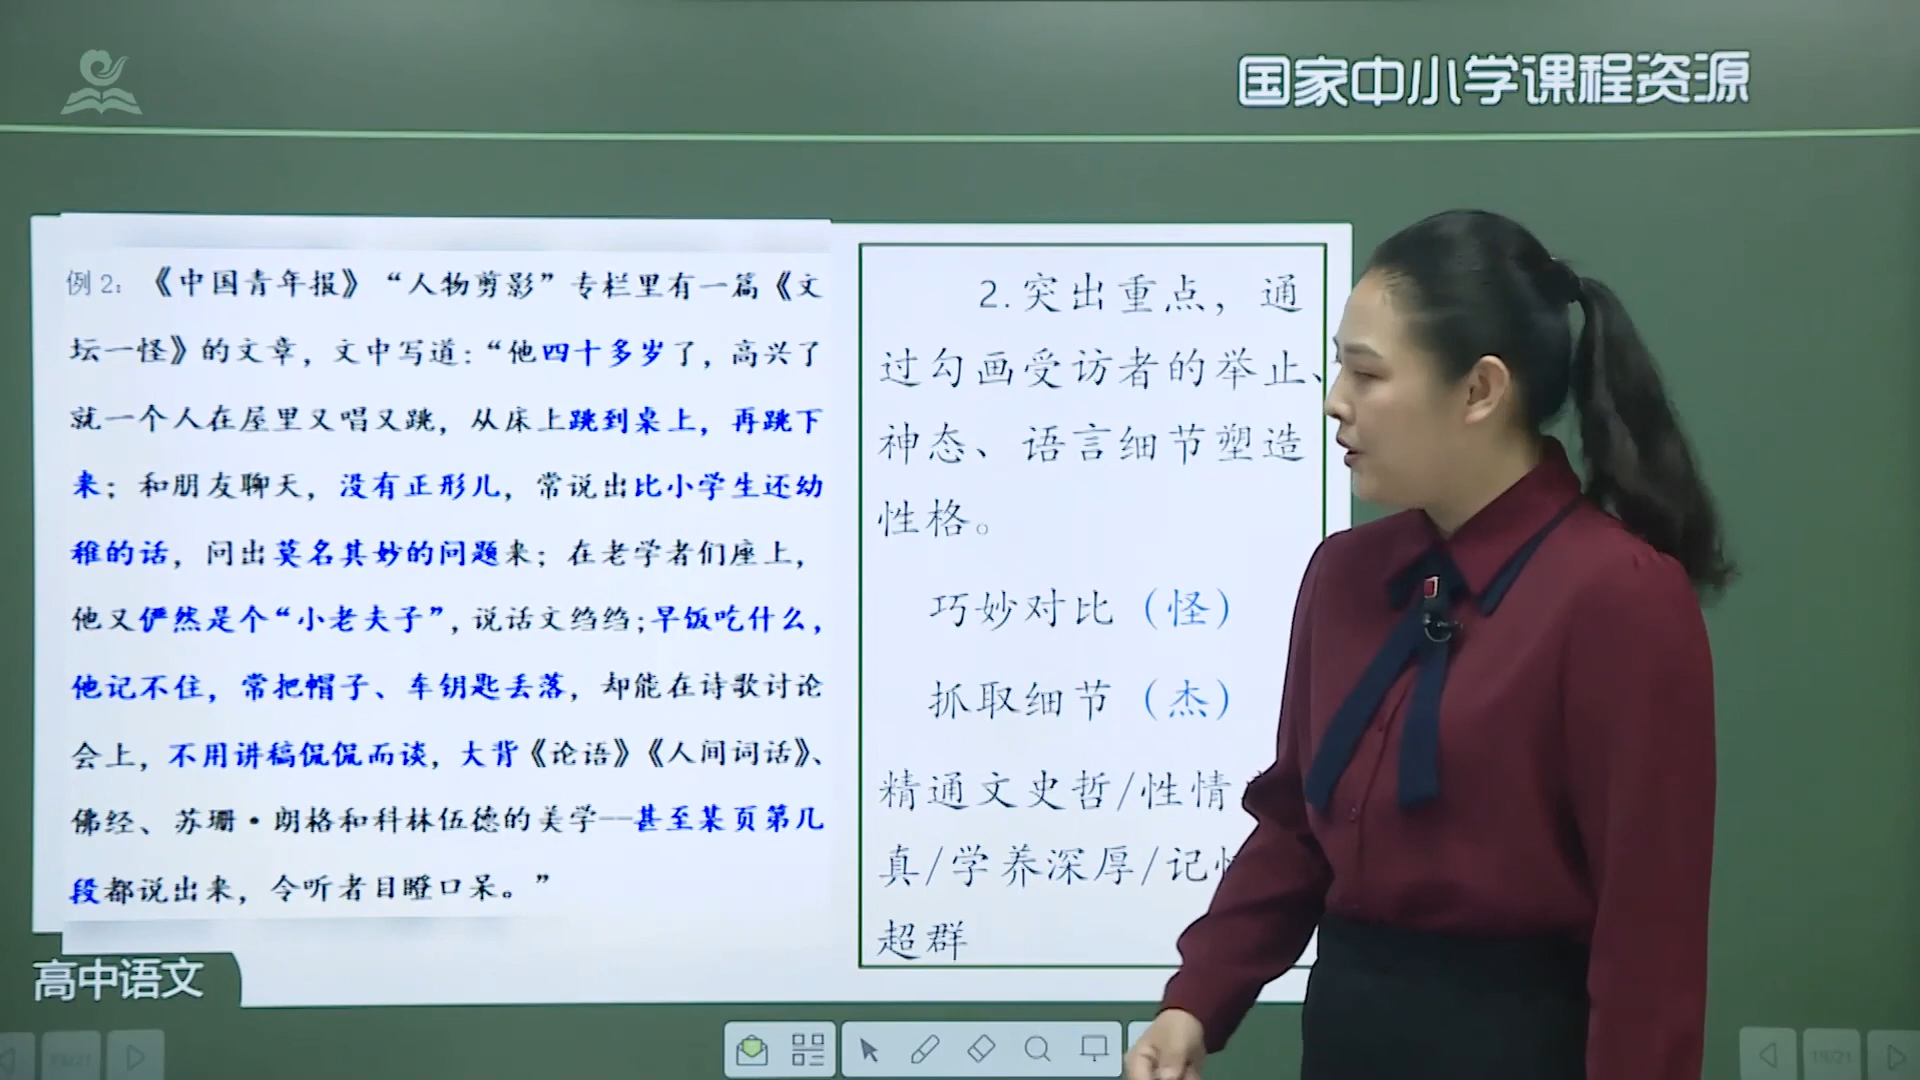 国家中小学课程资源
例2：《中国青年报》“人物剪影”专栏里有一篇《文
坛一怪》的文章，文中写道：“他四十多岁了，高兴了
就一个人在屋里又唱又跳，从床上跳到桌上，再跳下
来；和朋友聊天，没有正形儿，常说出比小学生还幼
稚的话，问出莫名其妙的问题来；在老学者们座上，
他又俨然是个“小老夫子”，说话文绉绉；早饭吃什么，
他记不住，常把帽子、车钥匙丢落，却能在诗歌讨论
会上，不用讲稿侃侃而谈，大背《论语》《人间词话》、
佛经、苏珊·朗格和科林伍德的美学——甚至某页第几
段都说出来，令听者目瞪口呆。”
2.突出重点，通
过勾画受访者的举止、
神态、语言细节塑造
性格。
巧妙对比（怪）
抓取细节（杰）
精通文史哲/性情
真/学养深厚/记
超群
高中语文